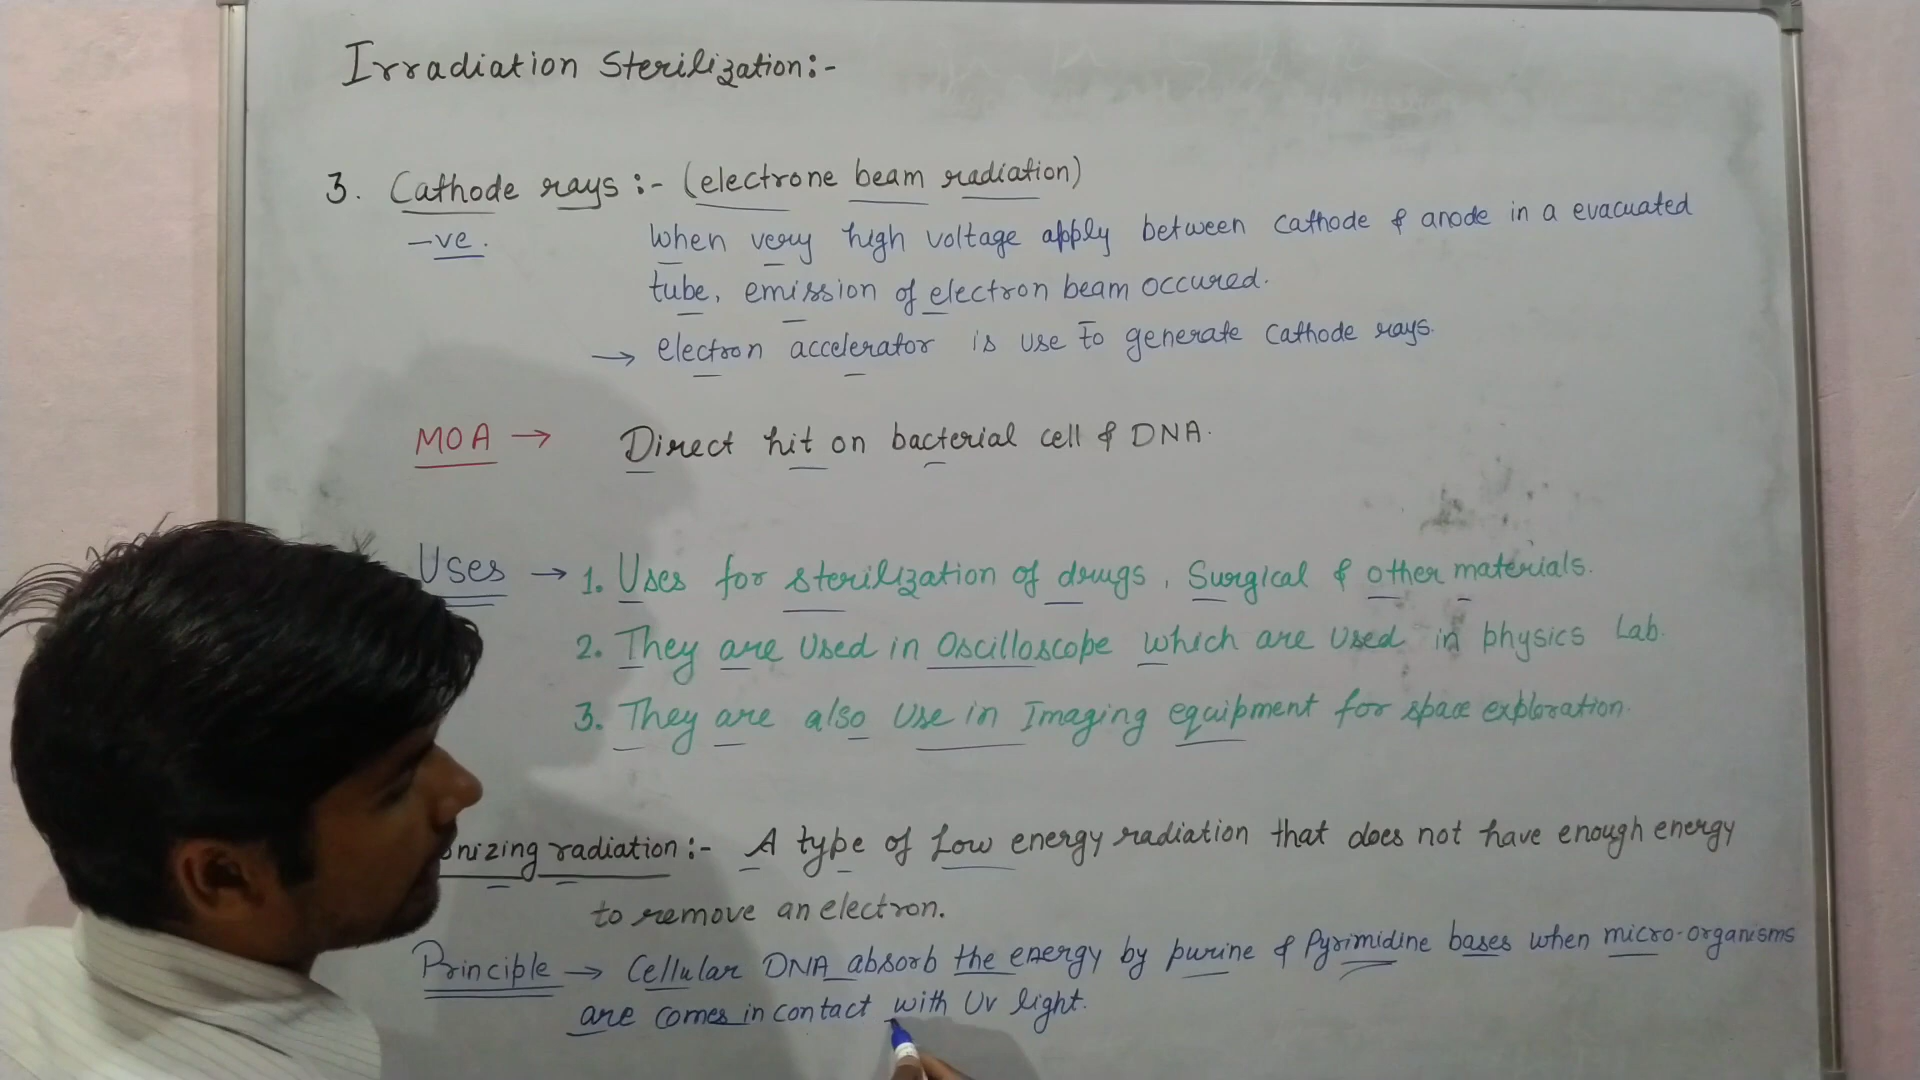 Irradiation Sterilization:-
3. Cathode rays :- (electrone beam radiation)
-ve.
When very high voltage apply between cathode & anode in a evacuated
tube, emission of electron beam occured.
→ electron accelerator is use to generate cathode rays.
MOA → Direct hit on bacterial cell & DNA.
Uses → 1. Uses for sterilization of drugs, Surgical & other materials.
2. They are used in Oscilloscope which are used in physics Lab.
3. They are also use in Imaging equipment for space exploration.
onizing radiation :- A type of Low energy radiation that does not have enough energy
to remove an electron.
Principle → Cellular DNA absorb the energy by purine & Pyrimidine bases when micro-organisms
are comes in contact with Uv light.